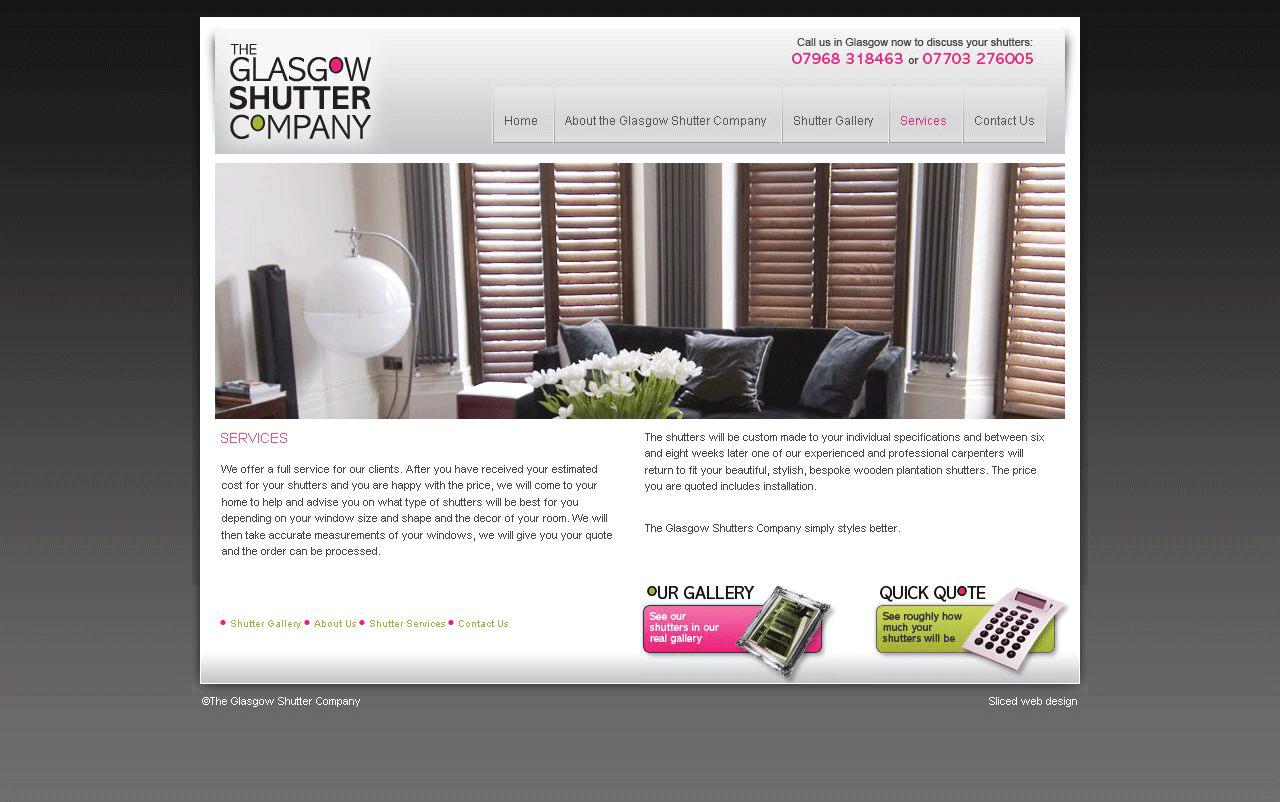 THE
GLASGOW
SHUTTER
COMPANY
Call us in Glasgow now to discuss your shutters:
07968 318463 or 07703 276005
Home About the Glasgow Shutter Company Shutter Gallery Services Contact Us
SERVICES
We offer a full service for our clients. After you have received your estimated
cost for your shutters and you are happy with the price, we will come to your
home to help and advise you on what type of shutters will be best for you
depending on your window size and shape and the decor of your room. We will
then take accurate measurements of your windows, we will give you your quote
and the order can be processed.
The shutters will be custom made to your individual specifications and between six
and eight weeks later one of our experienced and professional carpenters will
return to fit your beautiful, stylish, bespoke wooden plantation shutters. The price
you are quoted includes installation.
The Glasgow Shutters Company simply styles better.
• Shutter Gallery • About Us • Shutter Services • Contact Us
OUR GALLERY
See our
shutters in our
real gallery
QUICK QUOTE
See roughly how
much your
shutters will be
©The Glasgow Shutter Company
Sliced web design